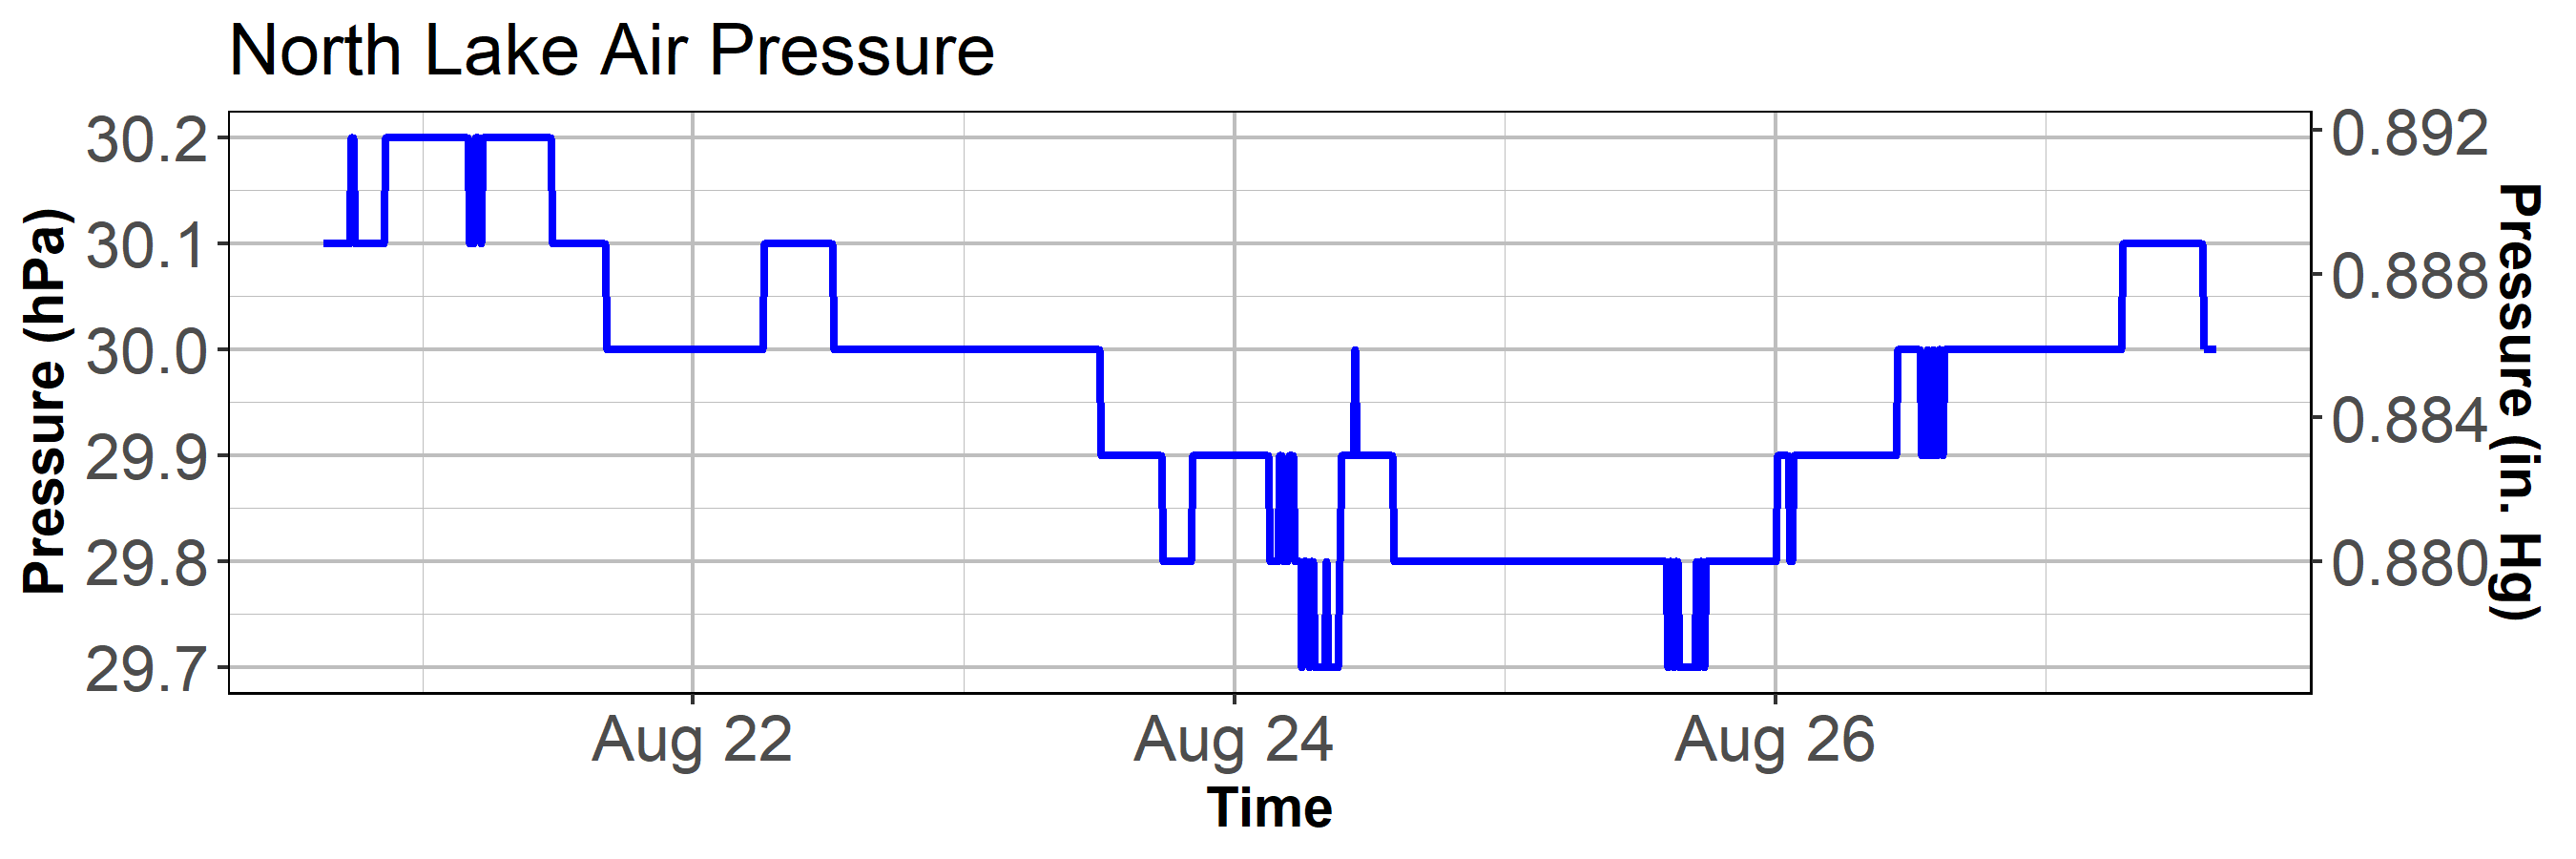 North Lake Air Pressure
Pressure (hPa)
30.2
30.1
30.0
29.9
29.8
29.7
0.892
0.888
0.884
0.880
Pressure (in. Hg)
Aug 22
Aug 24
Aug 26
Time